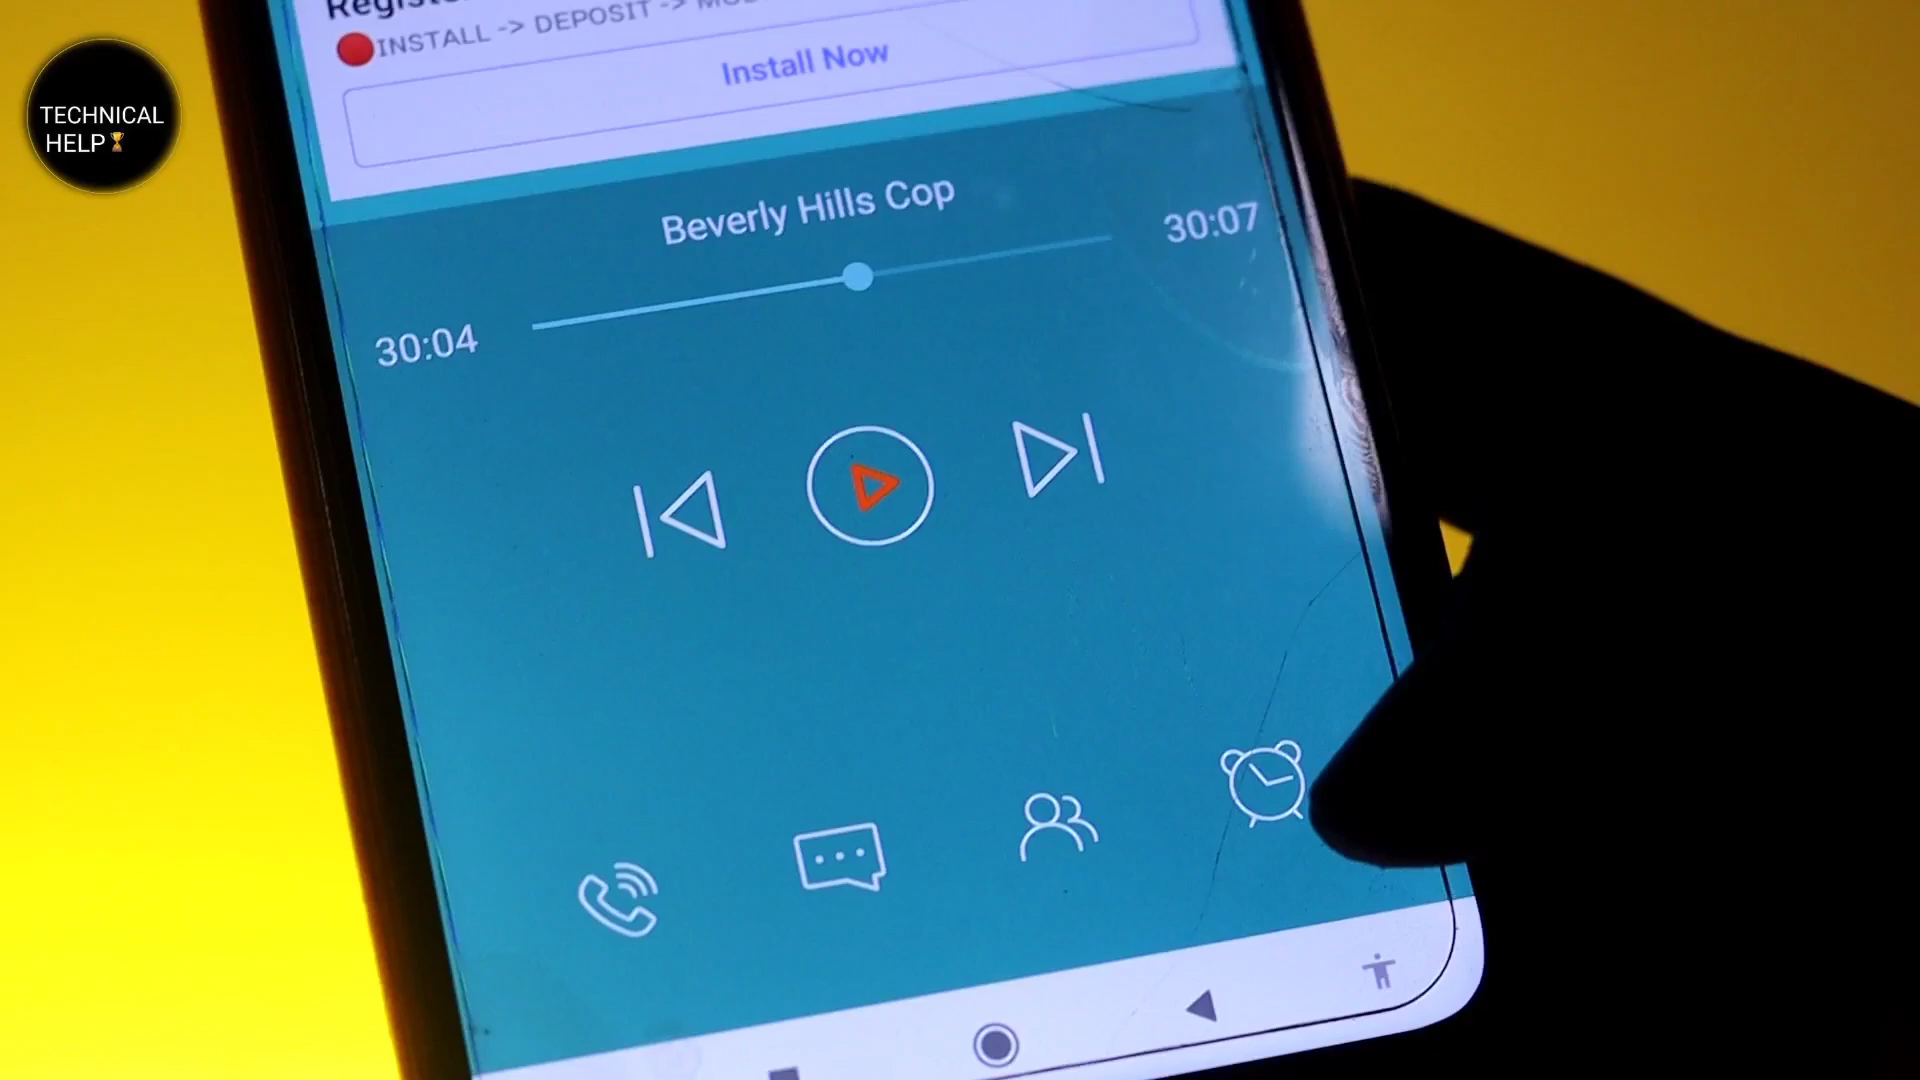 TECHNICAL
HELP
INSTALL -> DEPOSIT ->
Install Now
Beverly Hills Cop
30:07
30:04